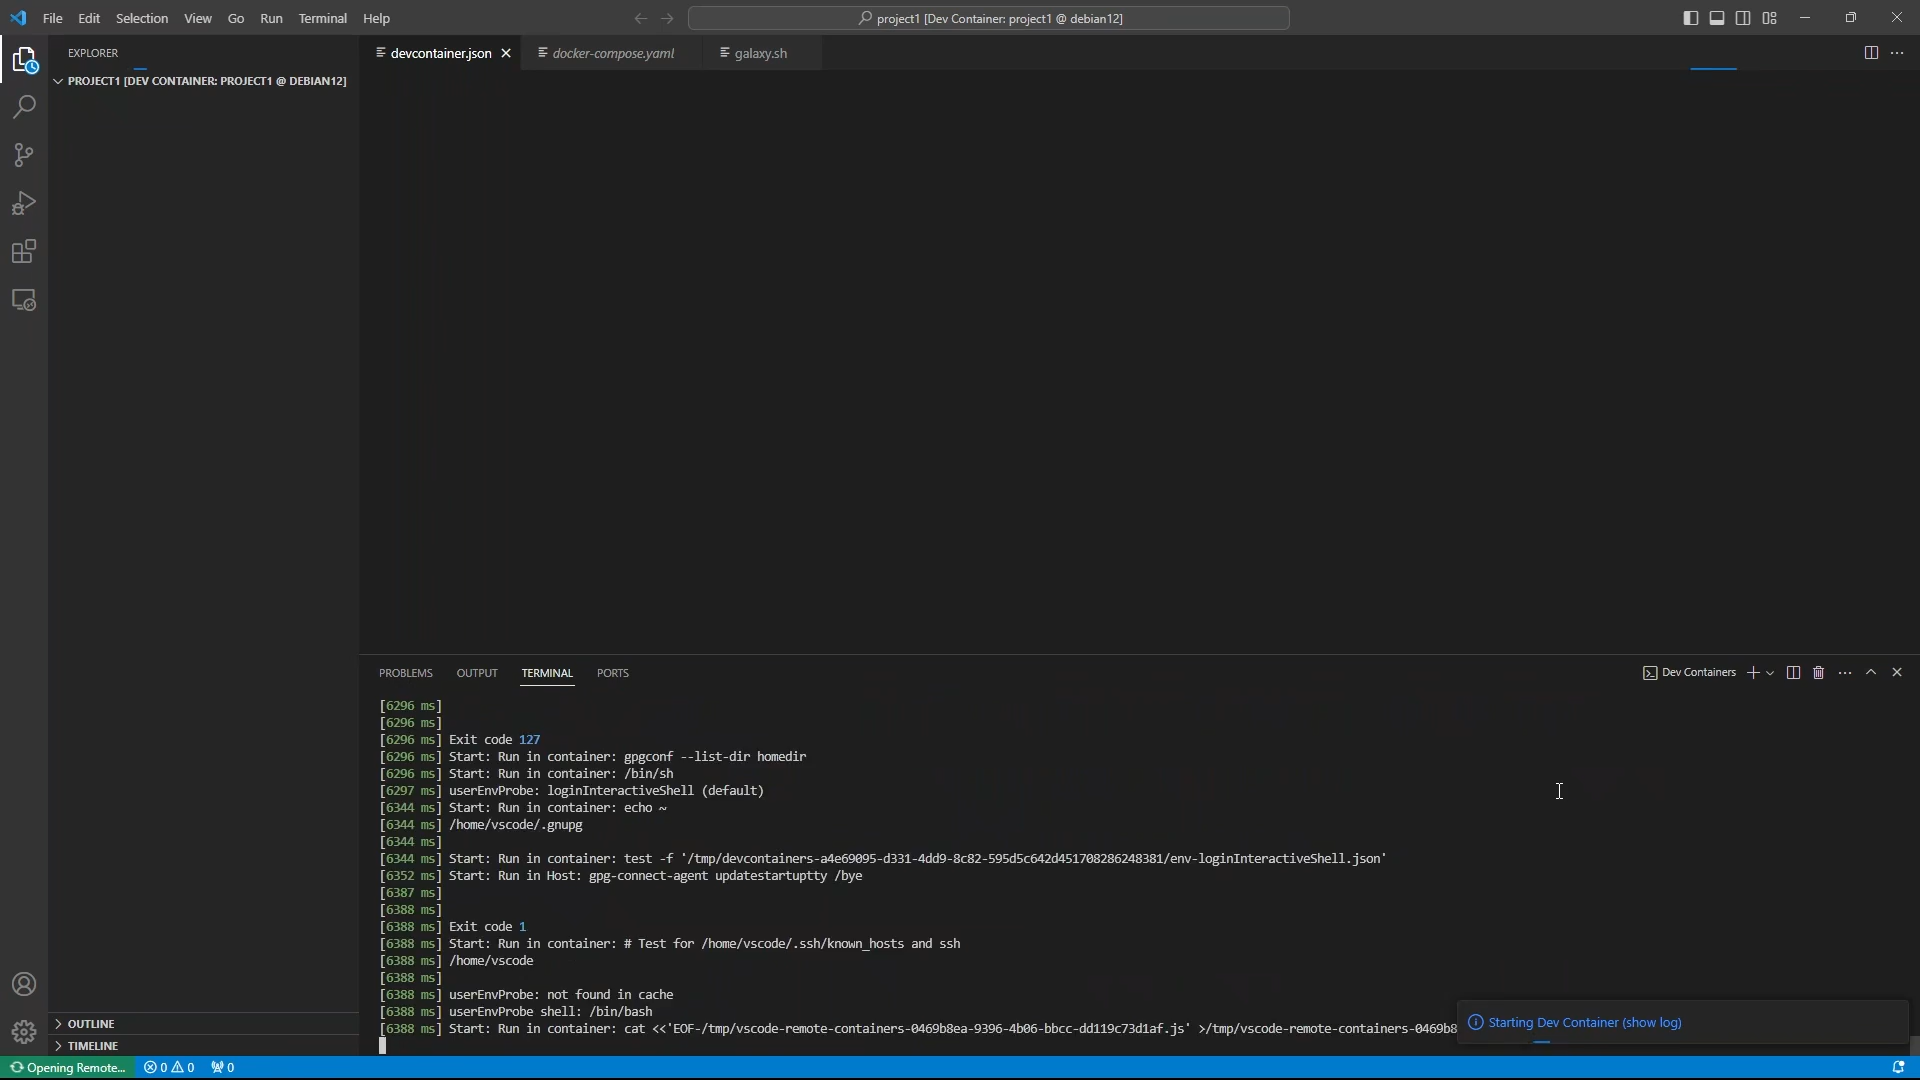 File Edit Selection View Go Run Terminal Help
project1 [Dev Container: project1 @ debian12]
EXPLORER
PROJECT1 [DEV CONTAINER: PROJECT1 @ DEBIAN12]
devcontainer.json
docker-compose.yaml
galaxy.sh
PROBLEMS OUTPUT TERMINAL PORTS
Dev Containers
[6296 ms]
[6296 ms]
[6296 ms] Exit code 127
[6296 ms] Start: Run in container: gpgconf --list-dir homedir
[6296 ms] Start: Run in container: /bin/sh
[6297 ms] userEnvProbe: loginInteractiveShell (default)
[6344 ms] Start: Run in container: echo ~
[6344 ms] /home/vscode/.gnupg
[6344 ms]
[6344 ms] Start: Run in container: test -f '/tmp/devcontainers-a4e69095-d331-4dd9-8c82-595d5c642d451708286248381/env-loginInteractiveShell.json'
[6352 ms] Start: Run in Host: gpg-connect-agent updatestartuptty /bye
[6387 ms]
[6388 ms]
[6388 ms] Exit code 1
[6388 ms] Start: Run in container: # Test for /home/vscode/.ssh/known_hosts and ssh
[6388 ms] /home/vscode
[6388 ms]
[6388 ms] userEnvProbe: not found in cache
[6388 ms] userEnvProbe shell: /bin/bash
[6388 ms] Start: Run in container: cat <<'EOF-/tmp/vscode-remote-containers-0469b8ea-9396-4b06-bbcc-dd119c73d1af.js' >/tmp/vscode-remote-containers-0469b8
Starting Dev Container (show log)
OUTLINE
TIMELINE
Opening Remote... 0 0 0